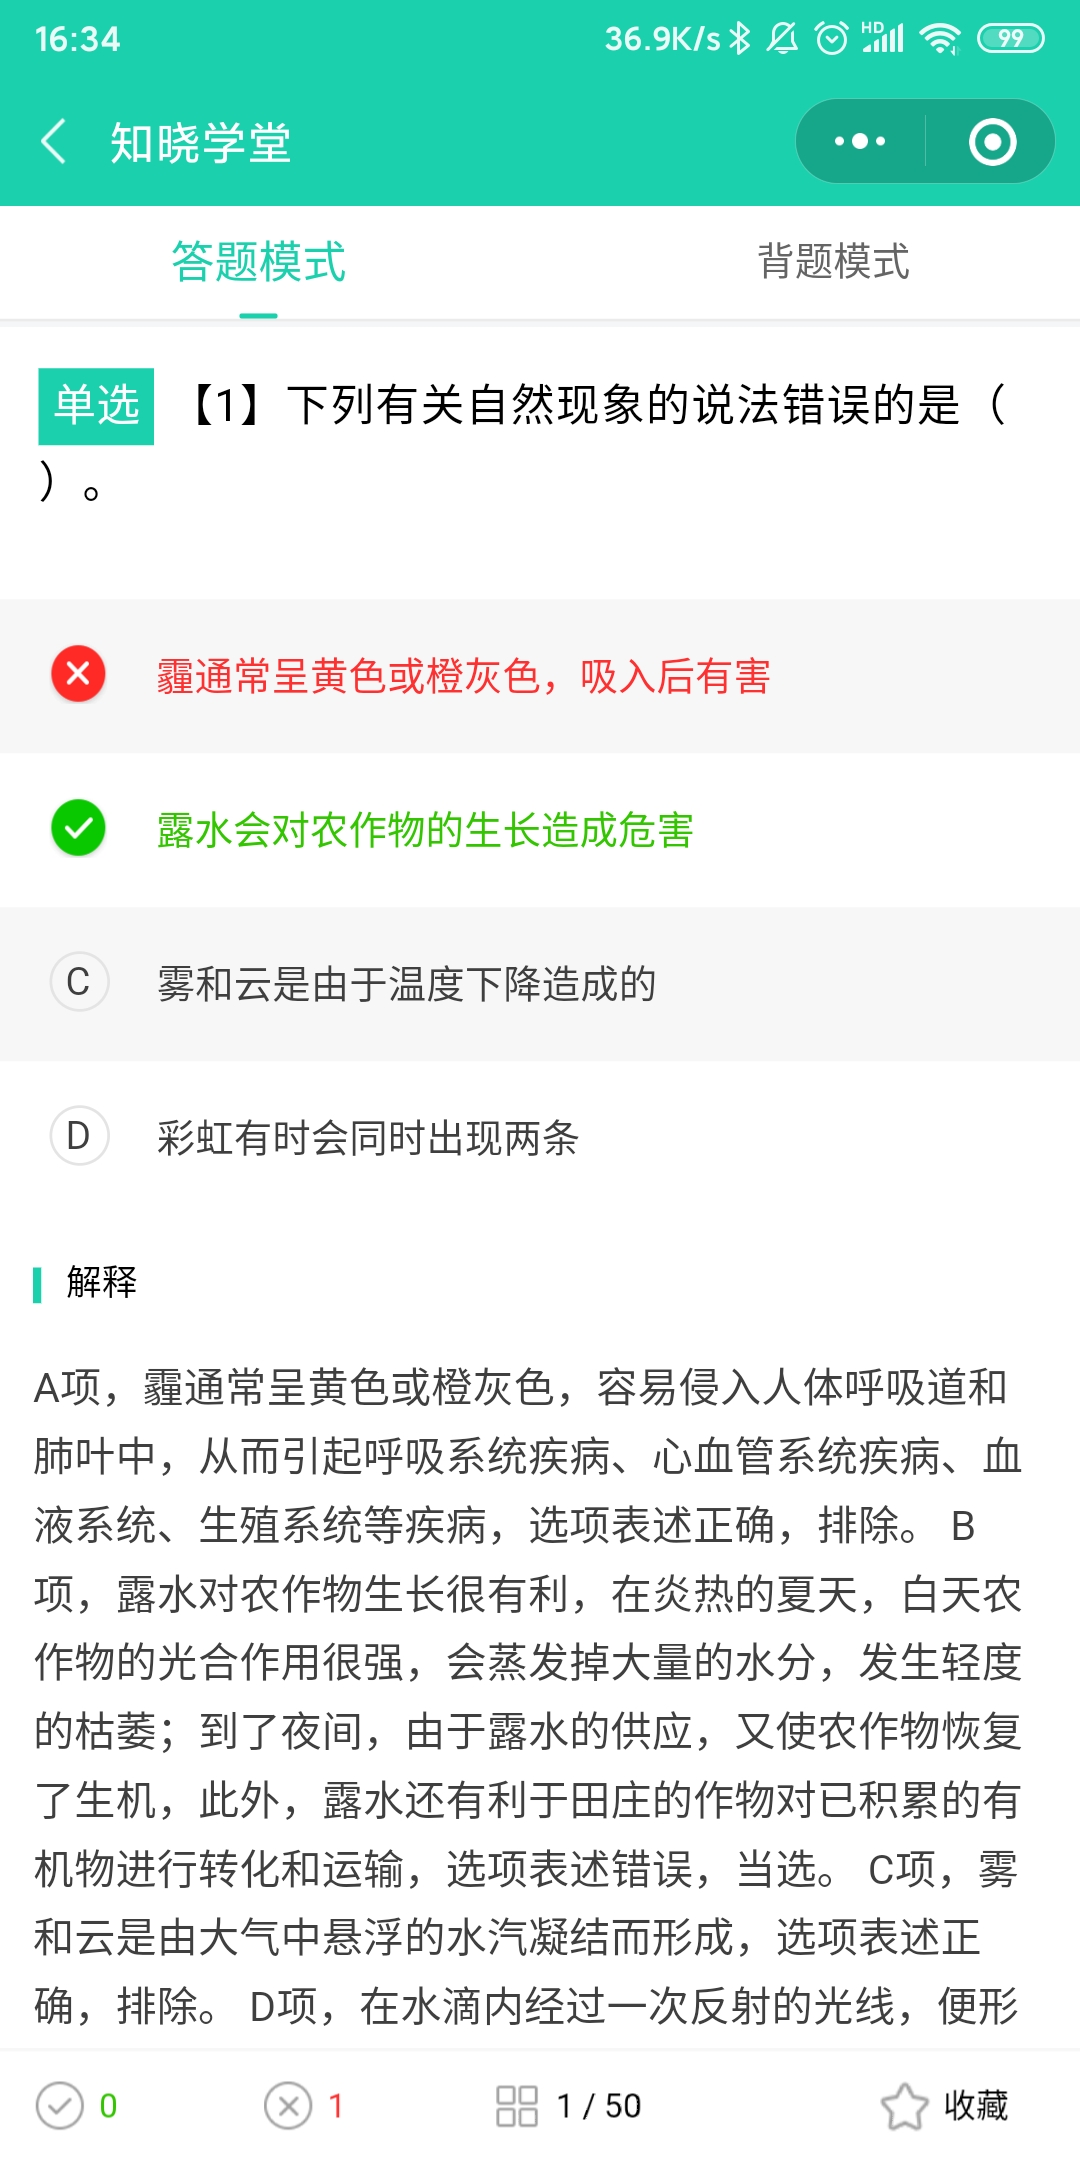 16:34 36.9K/s HD 99
知晓学堂
答题模式 背题模式
单选 【1】下列有关自然现象的说法错误的是（
）。
霾通常呈黄色或橙灰色，吸入后有害
露水会对农作物的生长造成危害
C 雾和云是由于温度下降造成的
D 彩虹有时会同时出现两条
解释
A项，霾通常呈黄色或橙灰色，容易侵入人体呼吸道和
肺叶中，从而引起呼吸系统疾病、心血管系统疾病、血
液系统、生殖系统等疾病，选项表述正确，排除。 B
项，露水对农作物生长很有利，在炎热的夏天，白天农
作物的光合作用很强，会蒸发掉大量的水分，发生轻度
的枯萎；到了夜间，由于露水的供应，又使农作物恢复
了生机，此外，露水还有利于田庄的作物对已积累的有
机物进行转化和运输，选项表述错误，当选。 C项，雾
和云是由大气中悬浮的水汽凝结而形成，选项表述正
确，排除。 D项，在水滴内经过一次反射的光线，便形
0 1 1 / 50 收藏